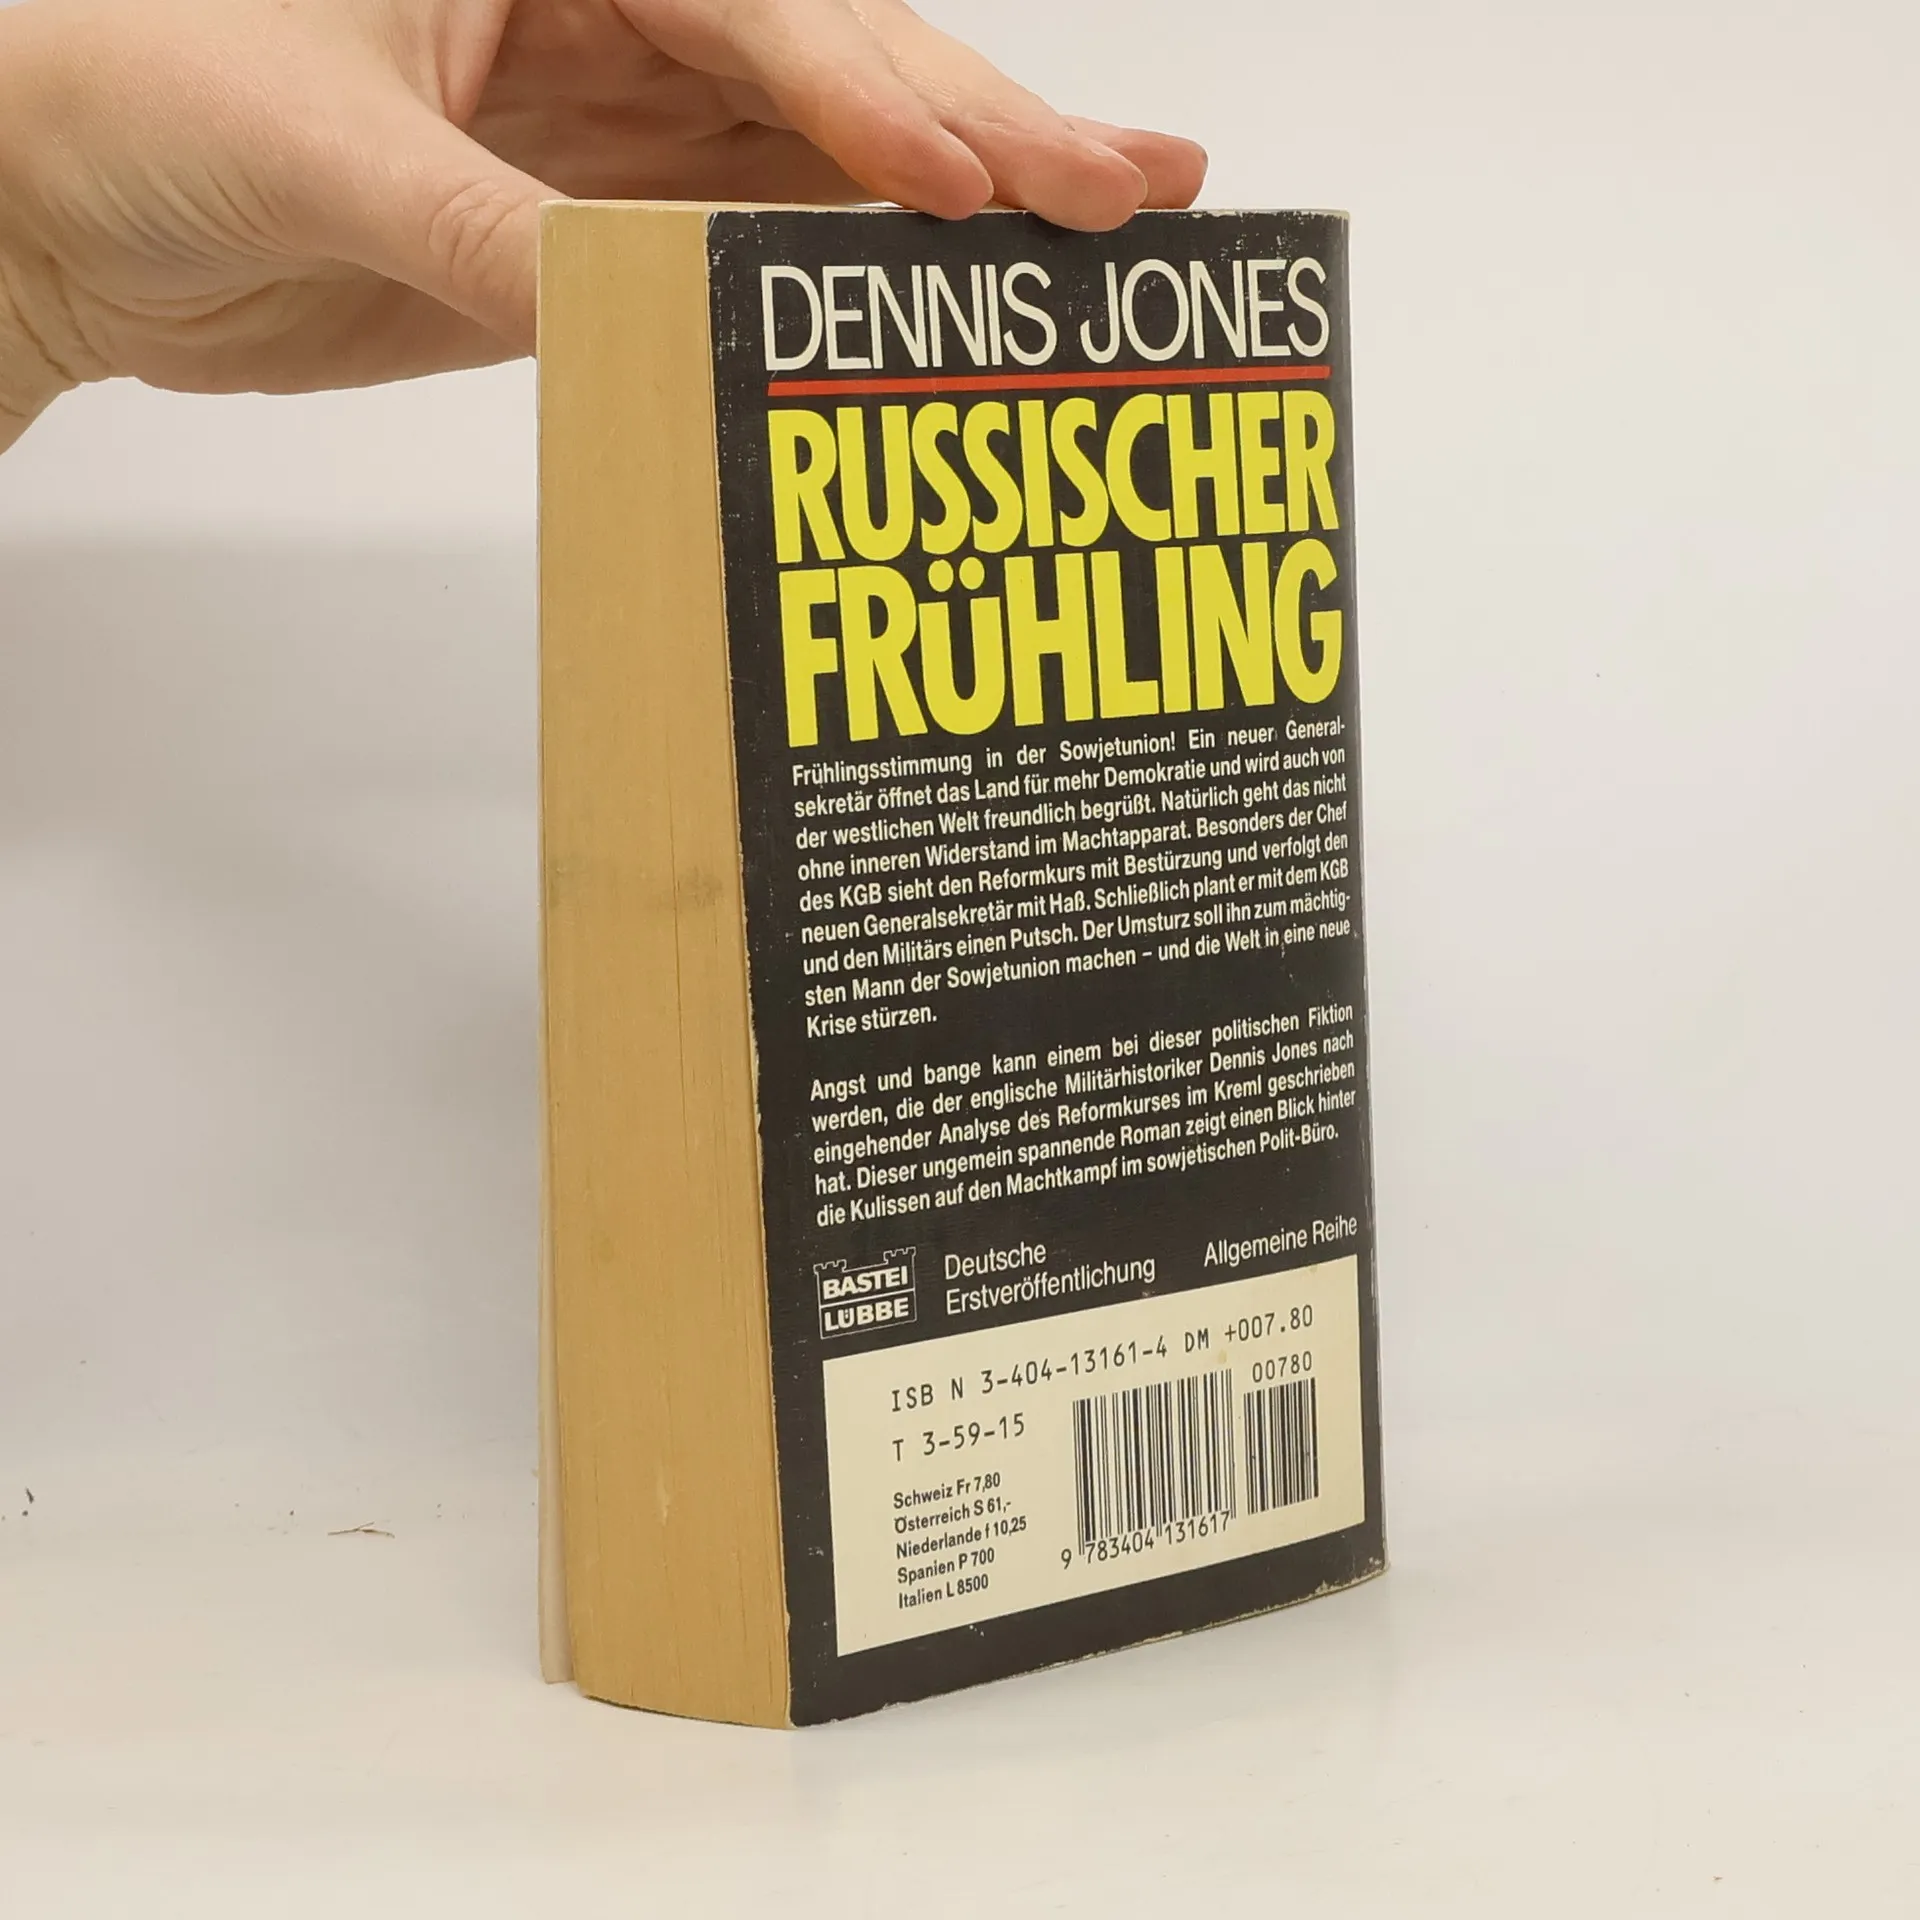 DENNIS JONES
RUSSISCHER
FRÜHLING
Frühlingsstimmung in der Sowjetunion! Ein neuer General-
sekretär öffnet das Land für mehr Demokratie und wird auch von
der westlichen Welt freundlich begrüßt. Natürlich geht das nicht
ohne inneren Widerstand im Machtapparat. Besonders der Chef
des KGB sieht den Reformkurs mit Bestürzung und verfolgt den
neuen Generalsekretär mit Haß. Schließlich plant er mit dem KGB
und den Militärs einen Putsch. Der Umsturz soll ihn zum mächtig-
sten Mann der Sowjetunion machen – und die Welt in eine neue
Krise stürzen.
Angst und bange kann einem bei dieser politischen Fiktion
werden, die der englische Militärhistoriker Dennis Jones nach
eingehender Analyse des Reformkurses im Kreml geschrieben
hat. Dieser ungemein spannende Roman zeigt einen Blick hinter
die Kulissen auf den Machtkampf im sowjetischen Polit-Büro.
BASTEI
LÜBBE
Deutsche
Erstveröffentlichung
Allgemeine Reihe
ISB N 3-404-13161-4 DM +007.80
00780
T 3-59-15
Schweiz Fr 7,80
Österreich S 61,-
Niederlande f 10,25
Spanien P 700
Italien L 8500
9 783404 131617